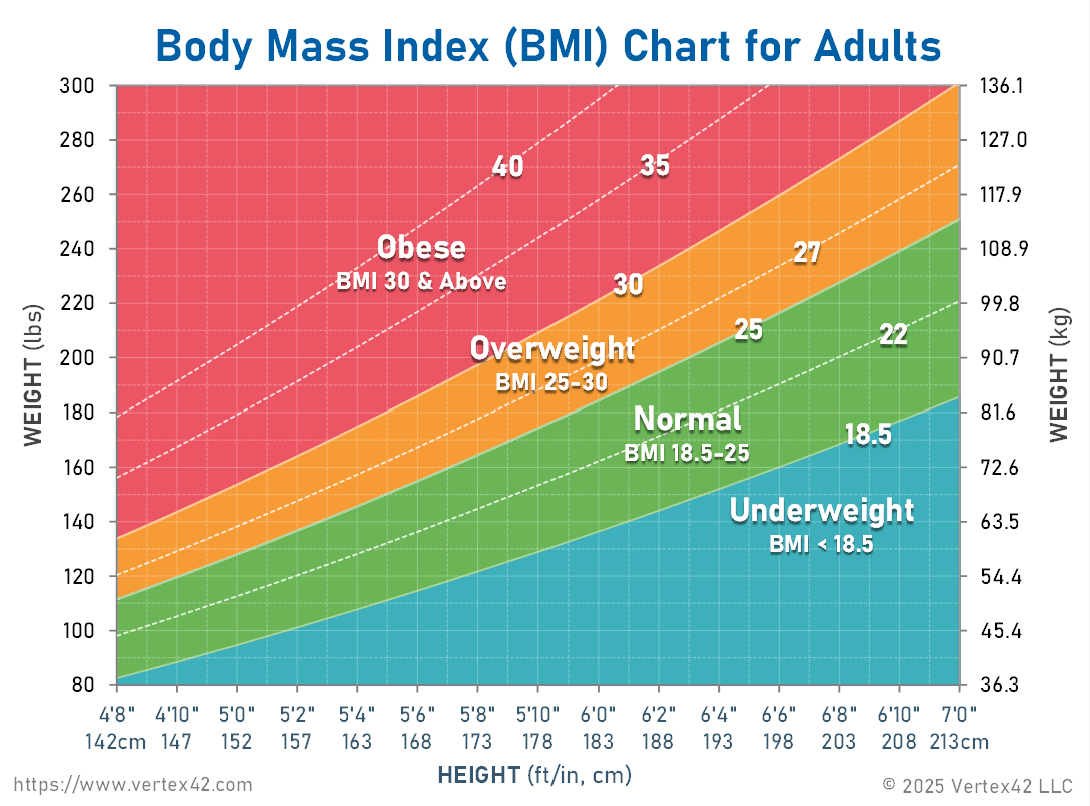 Body Mass Index (BMI) Chart for Adults
300
280
260
240
220
200
180
160
140
120
100
80
WEIGHT (lbs)
136.1
127.0
117.9
108.9
99.8
90.7
81.6
72.6
63.5
54.4
45.4
36.3
WEIGHT (kg)
40
35
Obese
BMI 30 & Above
30
27
Overweight
BMI 25-30
25
22
Normal
BMI 18.5-25
18.5
Underweight
BMI < 18.5
4'8" 4'10" 5'0" 5'2" 5'4" 5'6" 5'8" 5'10" 6'0" 6'2" 6'4" 6'6" 6'8" 6'10" 7'0"
142cm 147 152 157 163 168 173 178 183 188 193 198 203 208 213cm
HEIGHT (ft/in, cm)
https://www.vertex42.com
© 2025 Vertex42 LLC